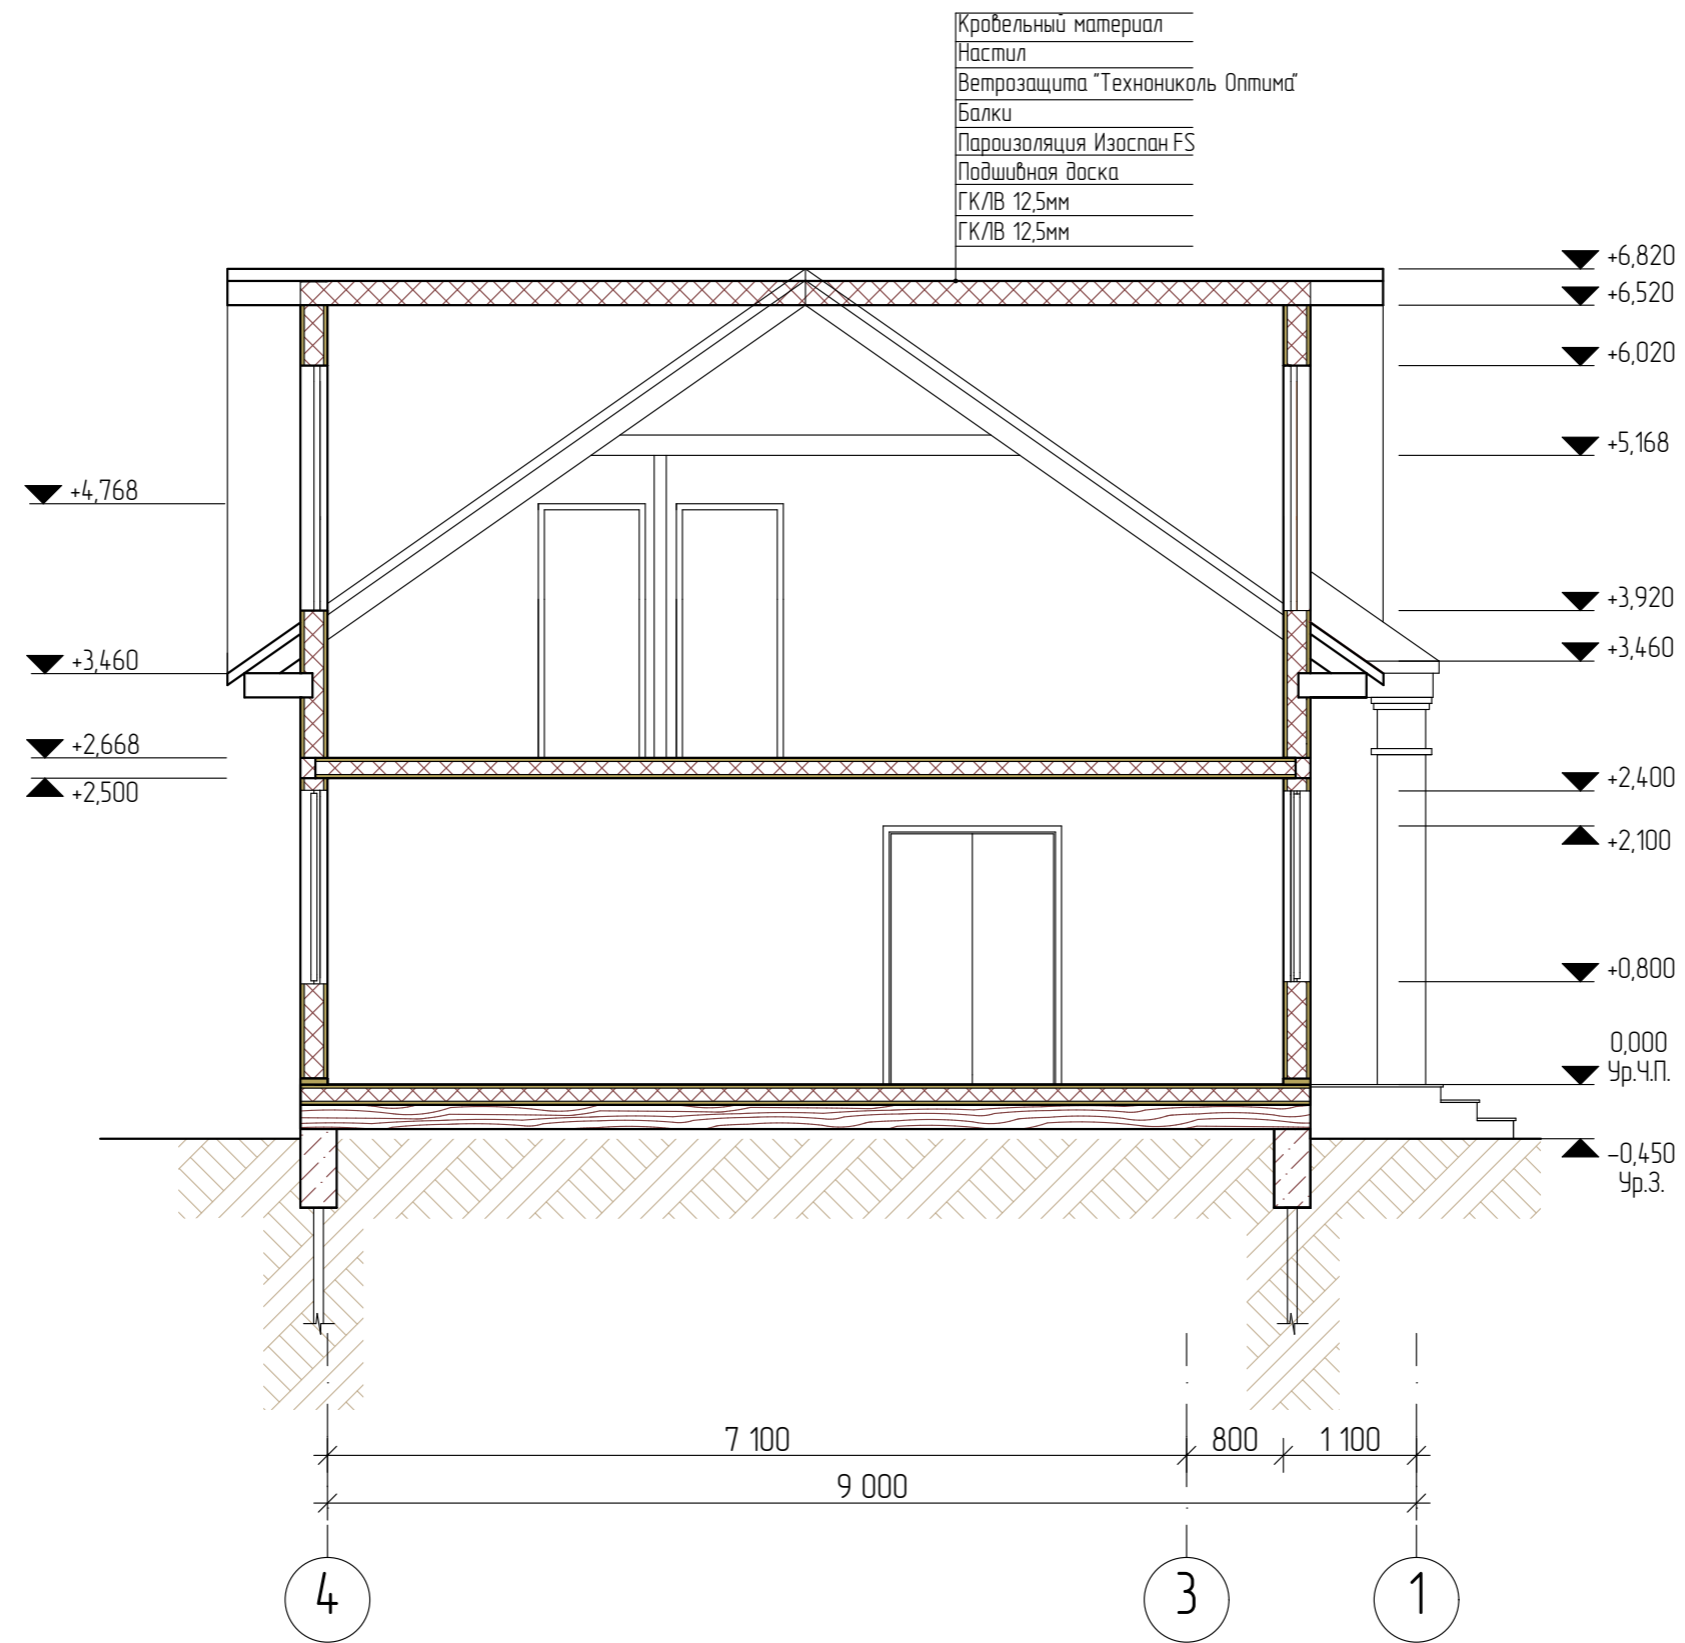 Кровельный материал
Настил
Ветрозащита "Технониколь Оптима"
Балки
Пароизоляция Изоспан FS
Подшивная доска
ГКЛВ 12,5мм
ГКЛВ 12,5мм
+6,820
+6,520
+6,020
+5,168
+4,768
+3,920
+3,460
+3,460
+2,668
+2,500
+2,400
+2,100
+0,800
0,000
Ур.Ч.П.
-0,450
Ур.З.
7 100
800
1 100
9 000
4
3
1